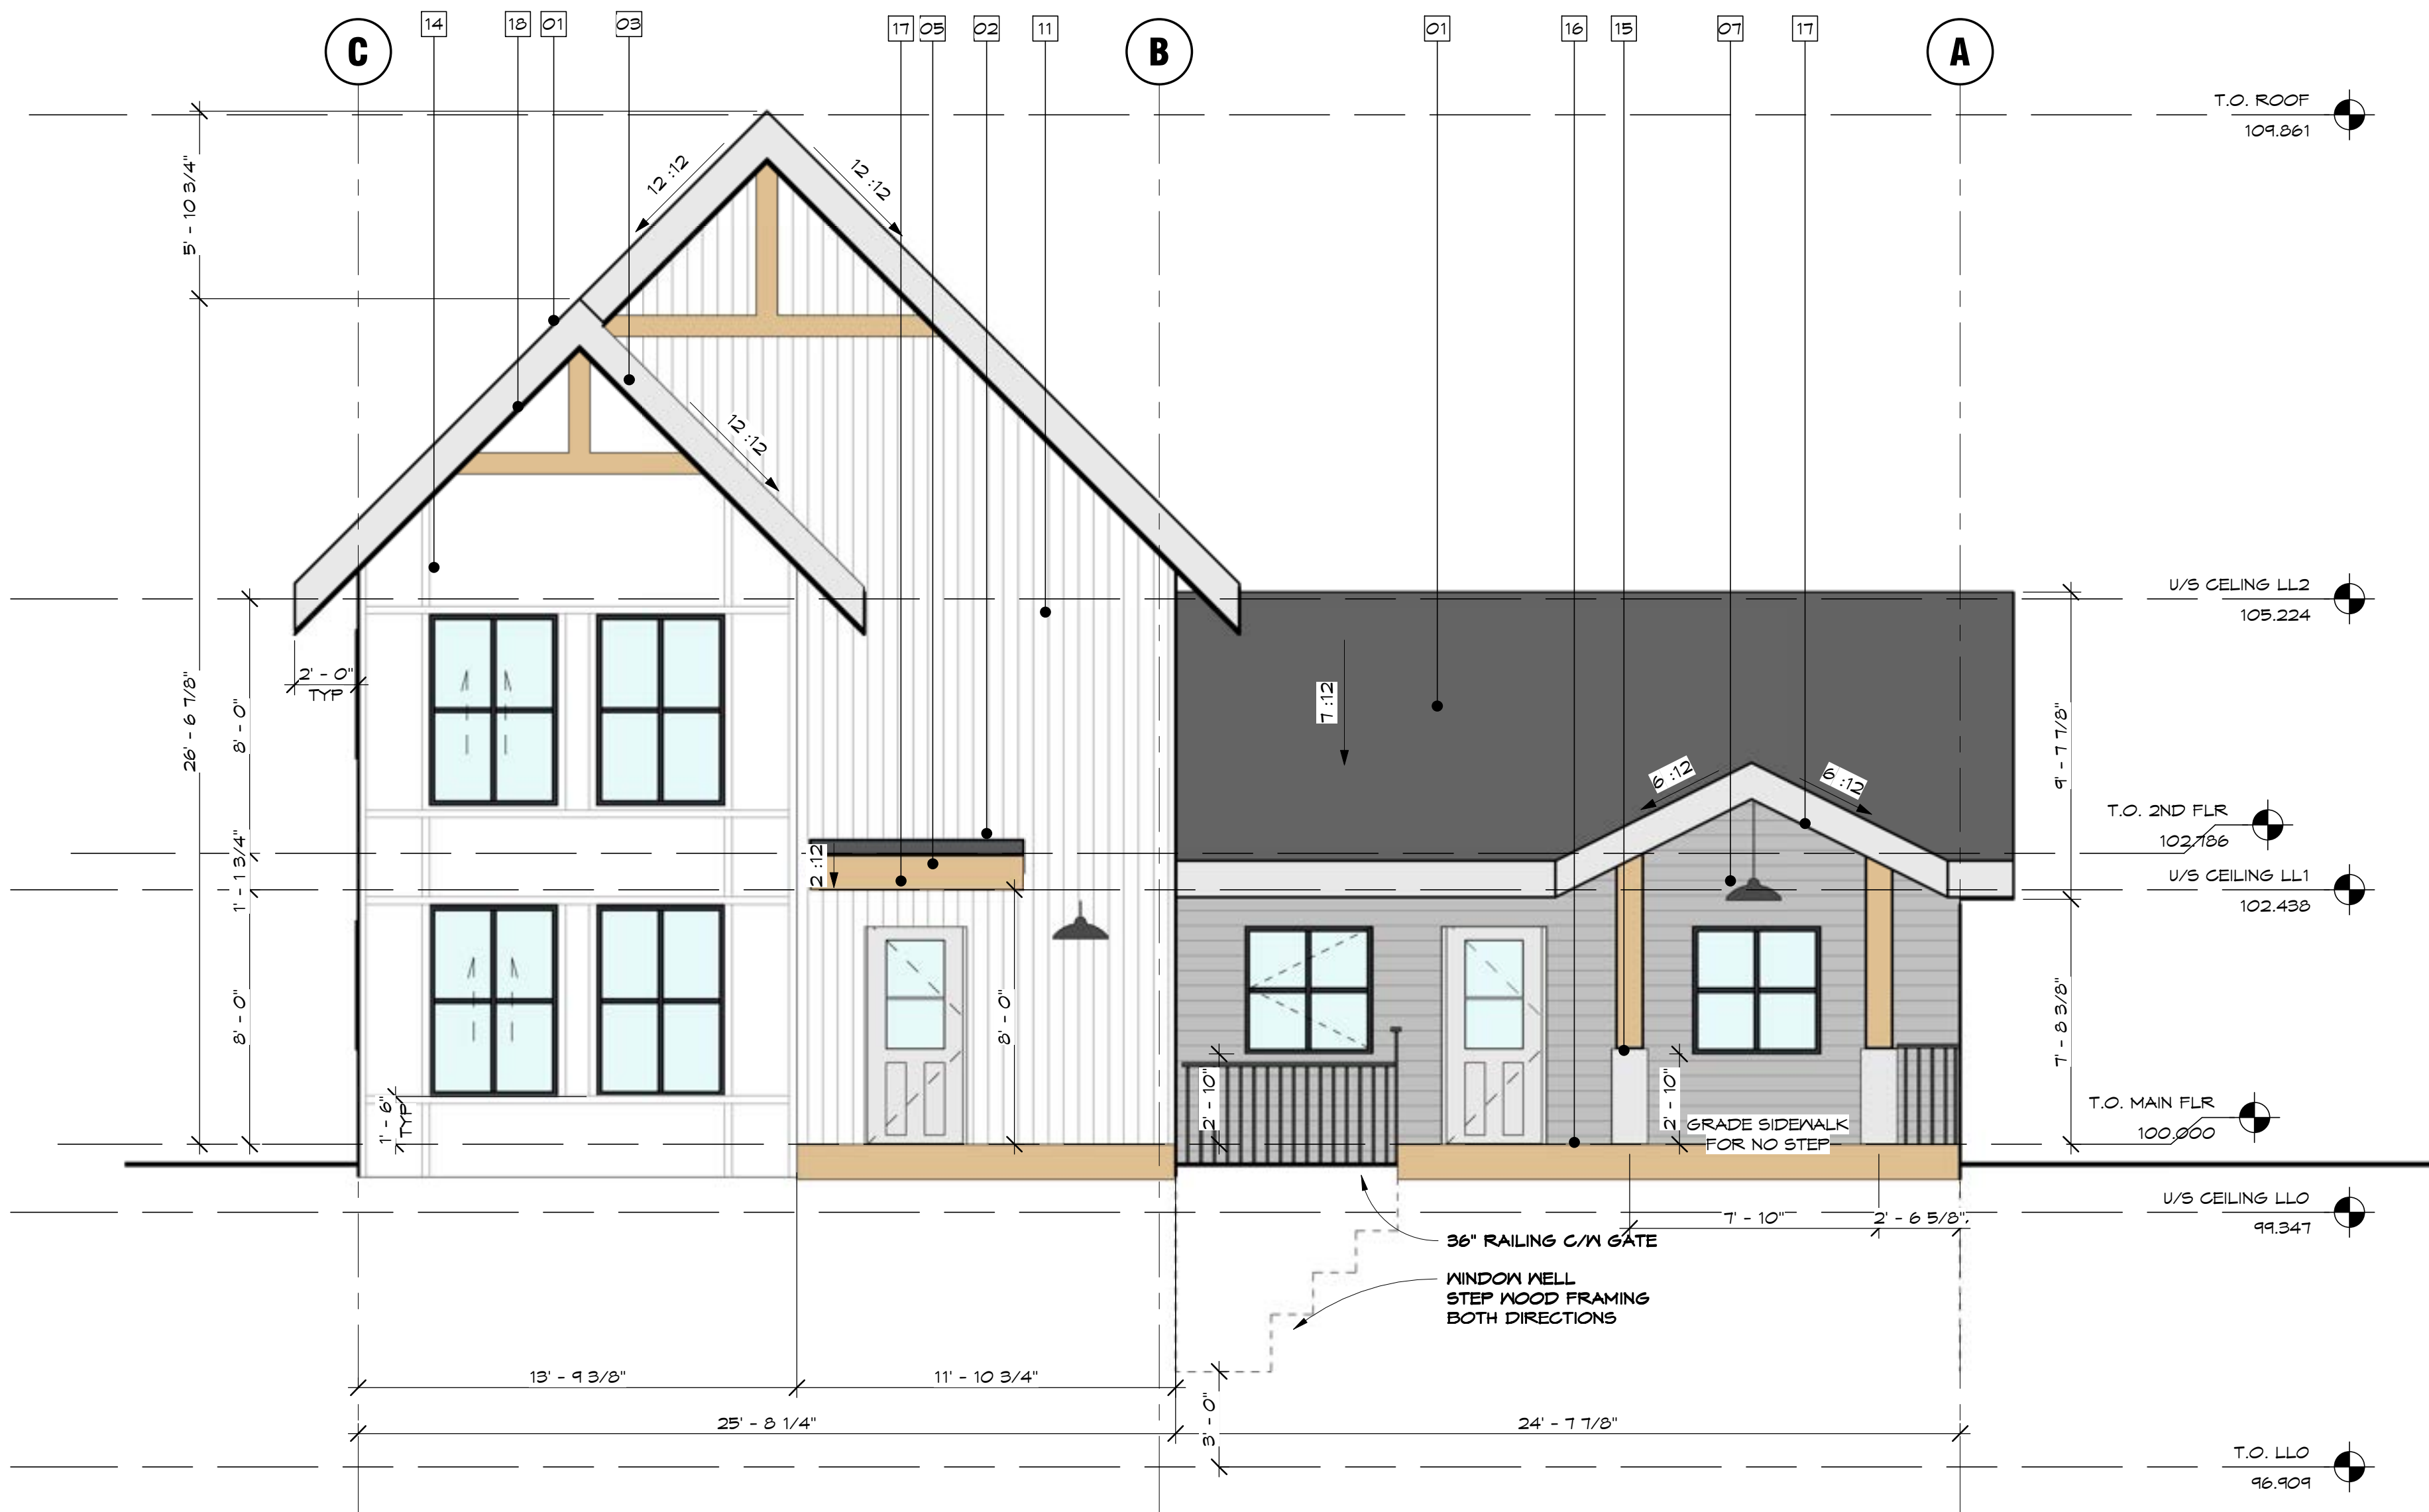 14 18 01 03 17 05 02 11 01 16 15 07 17
C B A
T.O. ROOF
109.861
5' - 10 3/4"
12 :12
12 :12
12 :12
U/S CELING LL2
105.224
2' - 0"
TYP
26' - 6 7/8"
8' - 0"
7 :12
9' - 7 7/8"
6 :12
6 :12
T.O. 2ND FLR
102.786
1' - 1 3/4"
2 :12
U/S CEILING LL1
102.438
8' - 0"
8' - 0"
7' - 8 3/8"
1' - 6"
TYP
2' - 10"
2' - 10"
GRADE SIDEWALK
FOR NO STEP
T.O. MAIN FLR
100.000
U/S CEILING LL0
99.347
7' - 10"
2' - 6 5/8"
36" RAILING C/W GATE
WINDOW WELL
STEP WOOD FRAMING
BOTH DIRECTIONS
13' - 9 3/8"
11' - 10 3/4"
25' - 8 1/4"
24' - 7 7/8"
3' - 0"
T.O. LL0
96.909